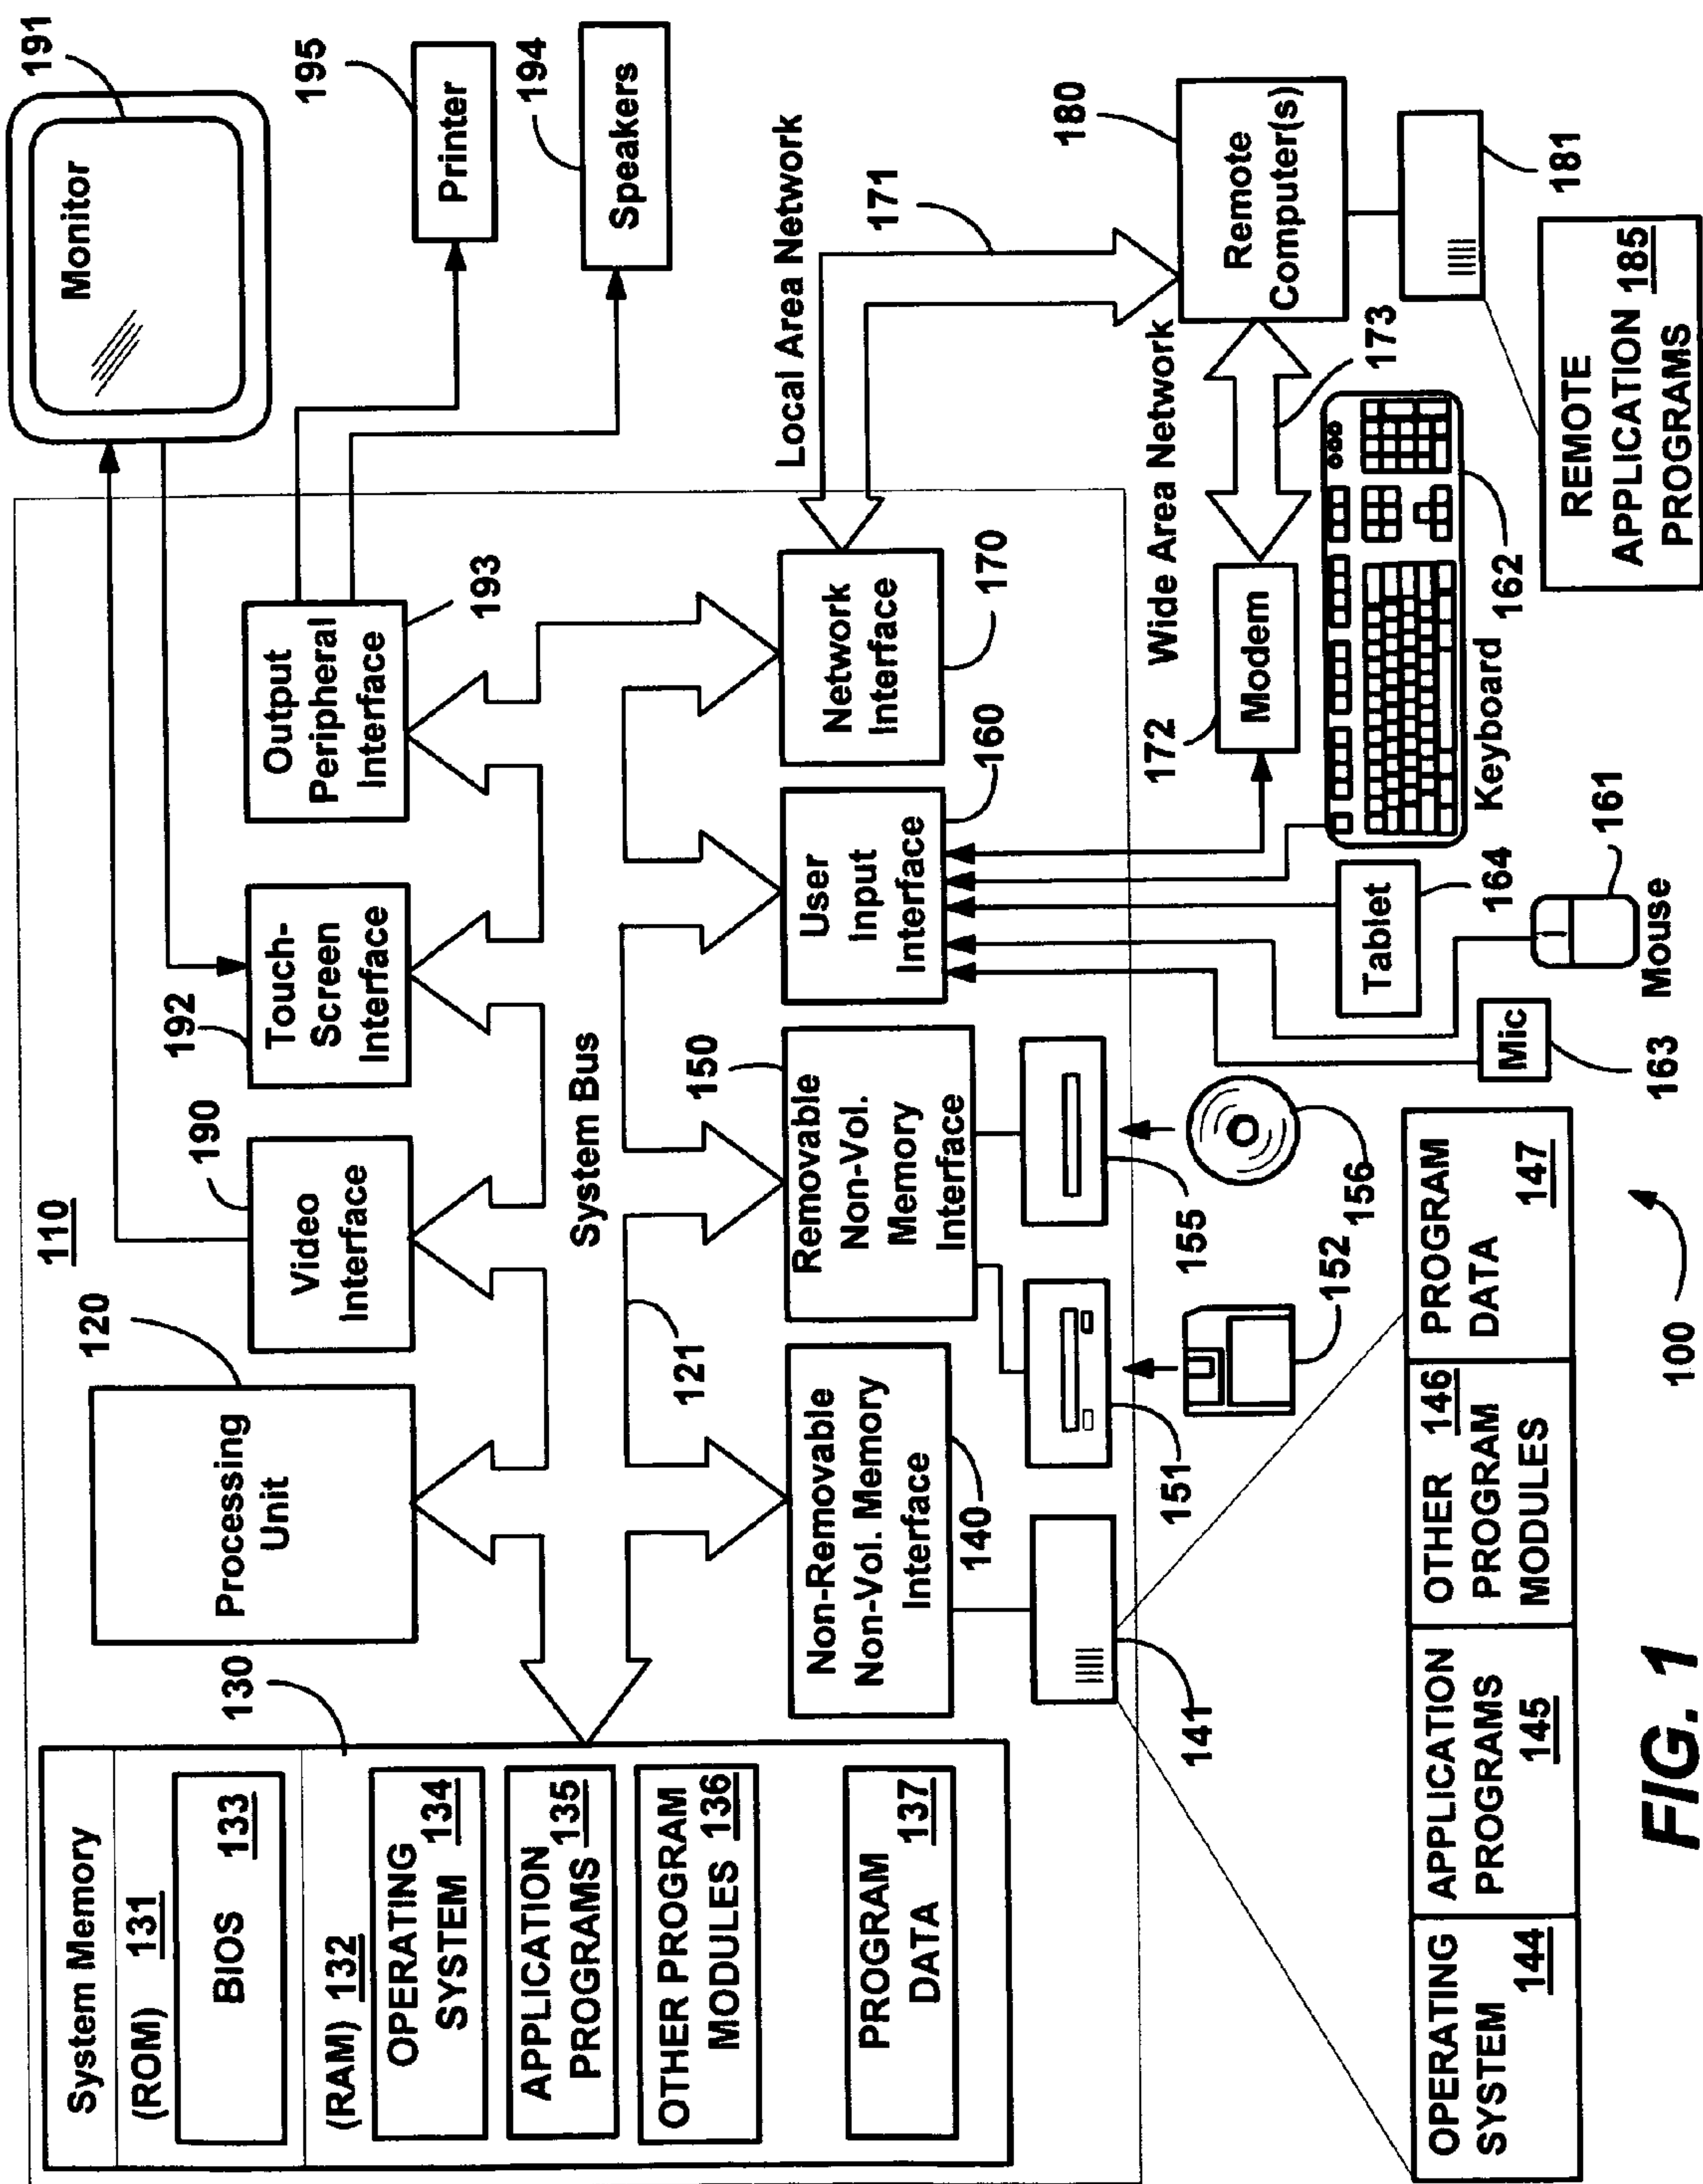 System Memory
(ROM) 131
BIOS 133
(RAM) 132
OPERATING
SYSTEM 134
APPLICATION
PROGRAMS 135
OTHER PROGRAM
MODULES 136
PROGRAM
DATA 137
130
Processing
Unit
120
110
Video
Interface
190
Touch-
Screen
Interface
192
Output
Peripheral
Interface
193
Monitor
191
Printer
195
Speakers
194
System Bus
121
Non-Removable
Non-Vol. Memory
Interface
140
Removable
Non-Vol.
Memory
Interface
150
User
Input
Interface
160
Network
Interface
170
Local Area Network
171
141
151
152
155
156
Mic
163
Mouse
161
Tablet
164
Keyboard
162
Modem
172
Wide Area Network
173
Remote
Computer(s)
180
181
REMOTE
APPLICATION 185
PROGRAMS
OPERATING
SYSTEM 144
APPLICATION
PROGRAMS
145
OTHER 146
PROGRAM
MODULES
PROGRAM
DATA 147
100
FIG. 1